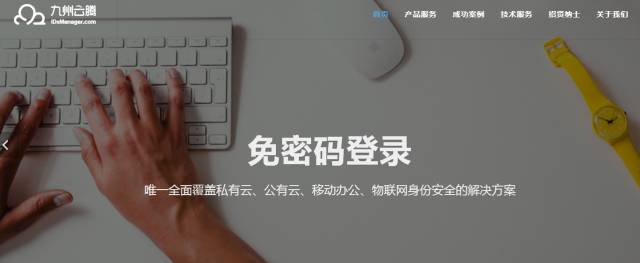 九州云腾
iDsManager.com
首页 产品服务 成功案例 技术服务 招贤纳士 关于我们
免密码登录
唯一全面覆盖私有云、公有云、移动办公、物联网身份安全的解决方案